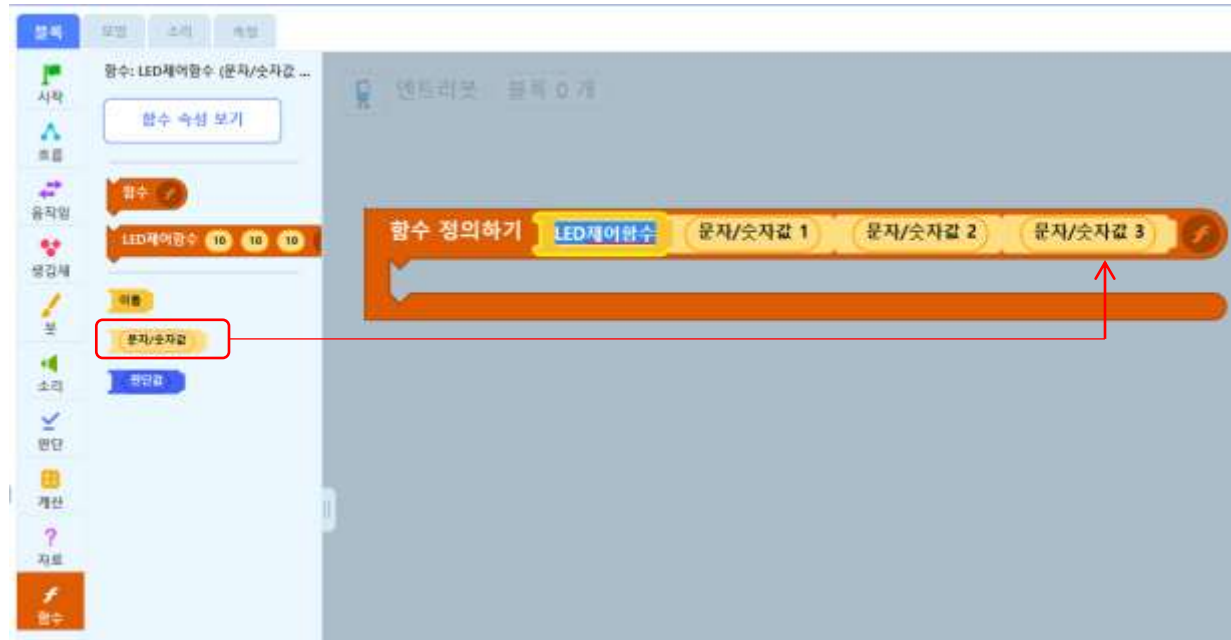 블록 모양 소리 속성
시작
흐름
움직임
생김새
붓
소리
판단
계산
자료
함수
함수: LED제어함수 (문자/숫자값 ...
함수 속성 보기
함수
LED제어함수 10 10 10
이름
문자/숫자값
판단값
엔트리봇 블록 0 개
함수 정의하기 LED제어함수 문자/숫자값 1 문자/숫자값 2 문자/숫자값 3